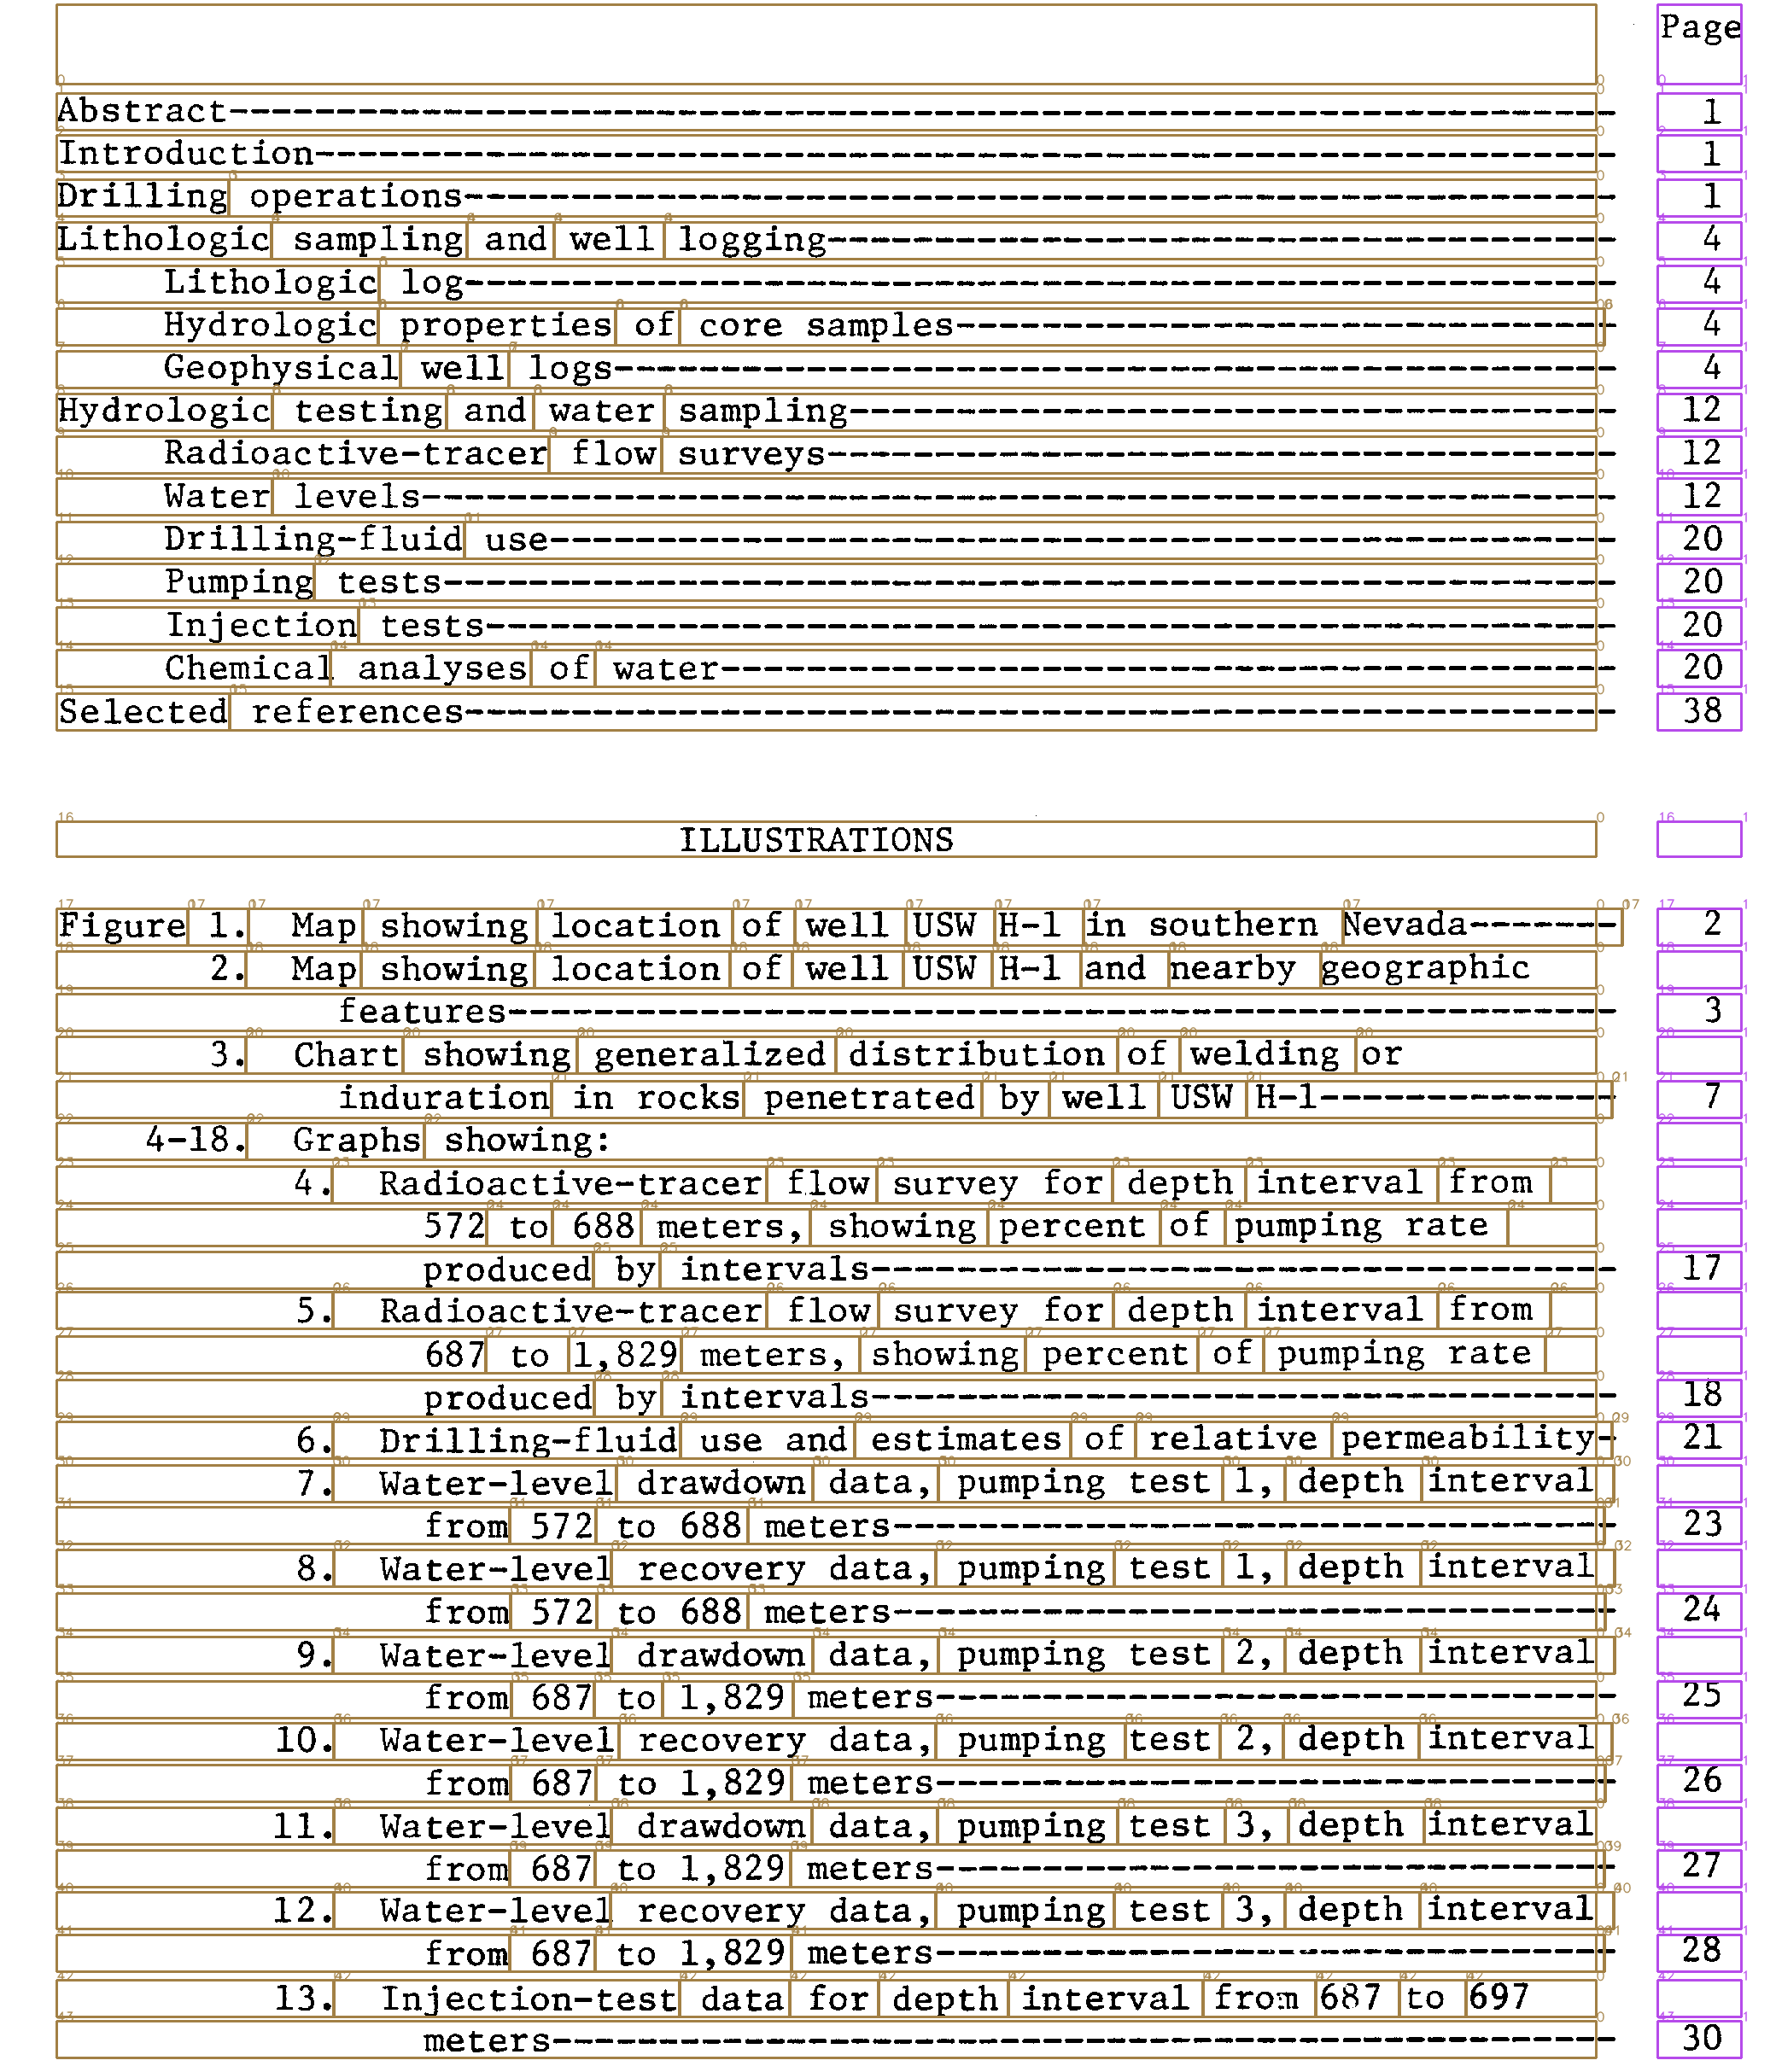 Page
Abstract---------------------------------------------------------------- 1
Introduction------------------------------------------------------------ 1
Drilling operations----------------------------------------------------- 1
Lithologic sampling and well logging------------------------------------ 4
Lithologic log----------------------------------------------------- 4
Hydrologic properties of core samples------------------------------ 4
Geophysical well logs---------------------------------------------- 4
Hydrologic testing and water sampling----------------------------------- 12
Radioactive-tracer flow surveys------------------------------------ 12
Water levels------------------------------------------------------- 12
Drilling-fluid use------------------------------------------------- 20
Pumping tests------------------------------------------------------ 20
Injection tests---------------------------------------------------- 20
Chemical analyses of water----------------------------------------- 20
Selected references----------------------------------------------------- 38
ILLUSTRATIONS
Figure 1. Map showing location of well USW H-1 in southern Nevada------- 2
2. Map showing location of well USW H-1 and nearby geographic
features--------------------------------------------------- 3
3. Chart showing generalized distribution of welding or
induration in rocks penetrated by well USW H-1------------- 7
4-18. Graphs showing:
4. Radioactive-tracer flow survey for depth interval from
572 to 688 meters, showing percent of pumping rate
produced by intervals---------------------------------- 17
5. Radioactive-tracer flow survey for depth interval from
687 to 1,829 meters, showing percent of pumping rate
produced by intervals---------------------------------- 18
6. Drilling-fluid use and estimates of relative permeability- 21
7. Water-level drawdown data, pumping test 1, depth interval
from 572 to 688 meters--------------------------------- 23
8. Water-level recovery data, pumping test 1, depth interval
from 572 to 688 meters--------------------------------- 24
9. Water-level drawdown data, pumping test 2, depth interval
from 687 to 1,829 meters------------------------------- 25
10. Water-level recovery data, pumping test 2, depth interval
from 687 to 1,829 meters------------------------------- 26
11. Water-level drawdown data, pumping test 3, depth interval
from 687 to 1,829 meters------------------------------- 27
12. Water-level recovery data, pumping test 3, depth interval
from 687 to 1,829 meters------------------------------- 28
13. Injection-test data for depth interval from 687 to 697
meters------------------------------------------------- 30